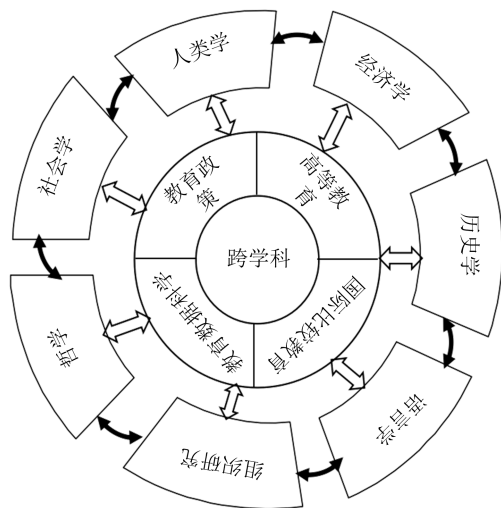 人类学
经济学
社会学
教育政
策
高等教
育
历史学
跨学科
教育数据科学
国际比较教育
哲学
语言学
组织研究